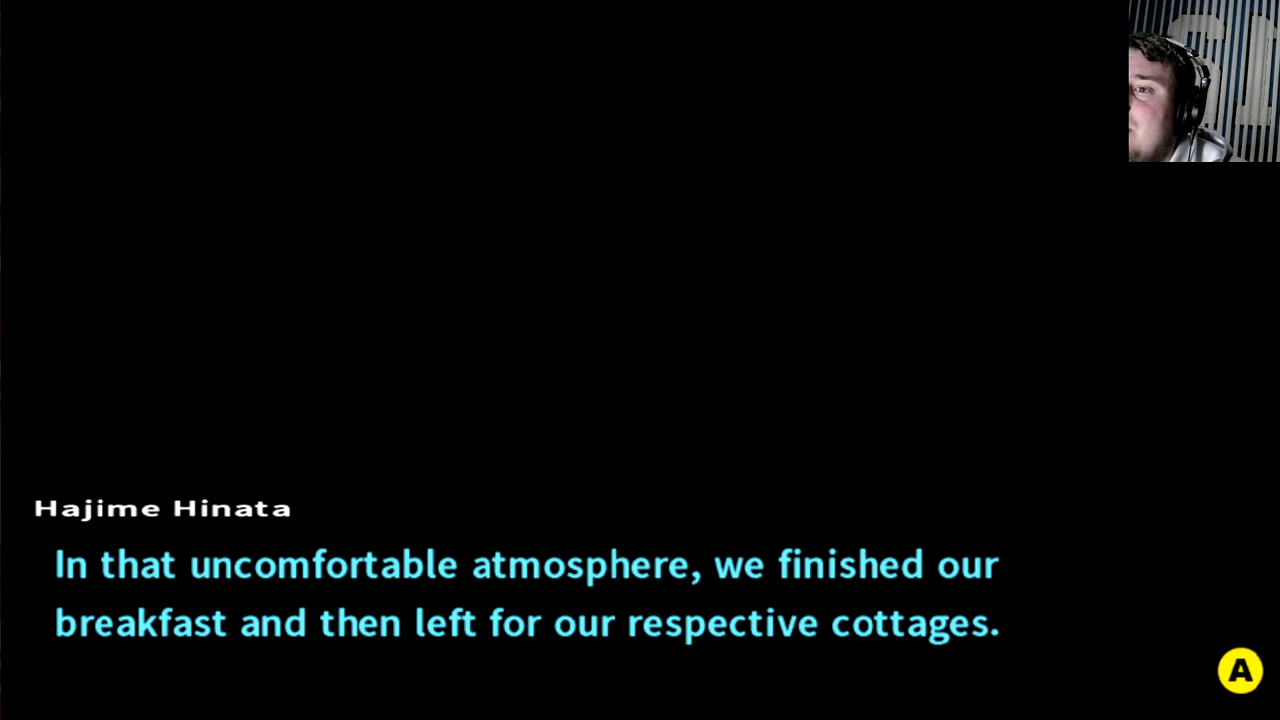 Hajime Hinata
In that uncomfortable atmosphere, we finished our
breakfast and then left for our respective cottages.
A